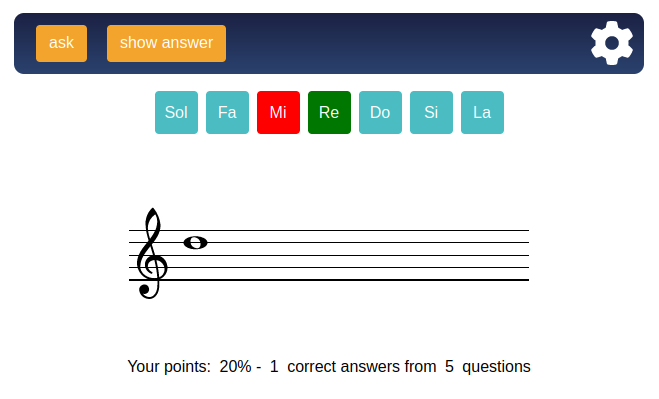 ask show answer
Sol Fa Mi Re Do Si La
Your points: 20% - 1 correct answers from 5 questions